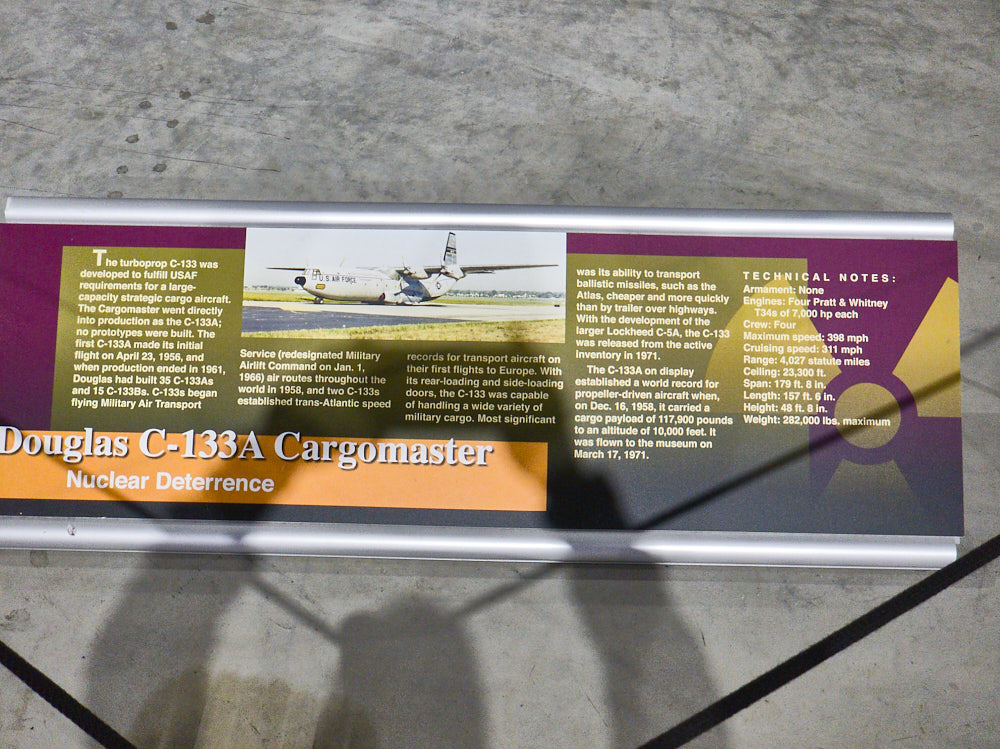 The turboprop C-133 was
developed to fulfill USAF
requirements for a large-
capacity strategic cargo aircraft.
The Cargomaster went directly
into production as the C-133A;
no prototypes were built. The
first C-133A made its initial
flight on April 23, 1956, and
when production ended in 1961,
Douglas had built 35 C-133As
and 15 C-133Bs. C-133s began
flying Military Air Transport
U.S. AIR FORCE
Service (redesignated Military
Airlift Command on Jan. 1,
1966) air routes throughout the
world in 1958, and two C-133s
established trans-Atlantic speed
records for transport aircraft on
their first flights to Europe. With
its rear-loading and side-loading
doors, the C-133 was capable
of handling a wide variety of
military cargo. Most significant
was its ability to transport
ballistic missiles, such as the
Atlas, cheaper and more quickly
than by trailer over highways.
With the development of the
larger Lockheed C-5A, the C-133
was released from the active
inventory in 1971.
The C-133A on display
established a world record for
propeller-driven aircraft when,
on Dec. 16, 1958, it carried a
cargo payload of 117,900 pounds
to an altitude of 10,000 feet. It
was flown to the museum on
March 17, 1971.
TECHNICAL NOTES:
Armament: None
Engines: Four Pratt & Whitney
T34s of 7,000 hp each
Crew: Four
Maximum speed: 398 mph
Cruising speed: 311 mph
Range: 4,027 statute miles
Ceiling: 23,300 ft.
Span: 179 ft. 8 in.
Length: 157 ft. 6 in.
Height: 48 ft. 8 in.
Weight: 282,000 lbs. maximum
Douglas C-133A Cargomaster
Nuclear Deterrence